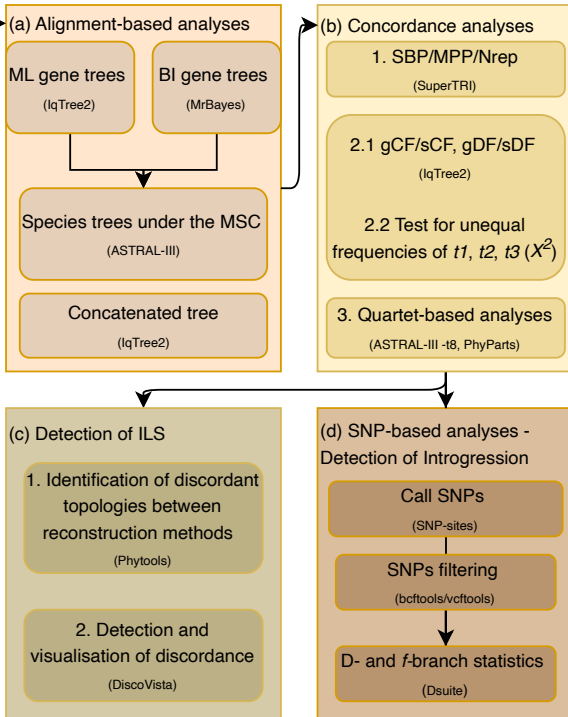 (a) Alignment-based analyses
ML gene trees
(IqTree2)
BI gene trees
(MrBayes)
Species trees under the MSC
(ASTRAL-III)
Concatenated tree
(IqTree2)
(b) Concordance analyses
1. SBP/MPP/Nrep
(SuperTRI)
2.1 gCF/sCF, gDF/sDF
(IqTree2)
2.2 Test for unequal
frequencies of t1, t2, t3 (X²)
3. Quartet-based analyses
(ASTRAL-III -t8, PhyParts)
(c) Detection of ILS
1. Identification of discordant
topologies between
reconstruction methods
(Phytools)
2. Detection and
visualisation of discordance
(DiscoVista)
(d) SNP-based analyses -
Detection of Introgression
Call SNPs
(SNP-sites)
SNPs filtering
(bcftools/vcftools)
D- and f-branch statistics
(Dsuite)